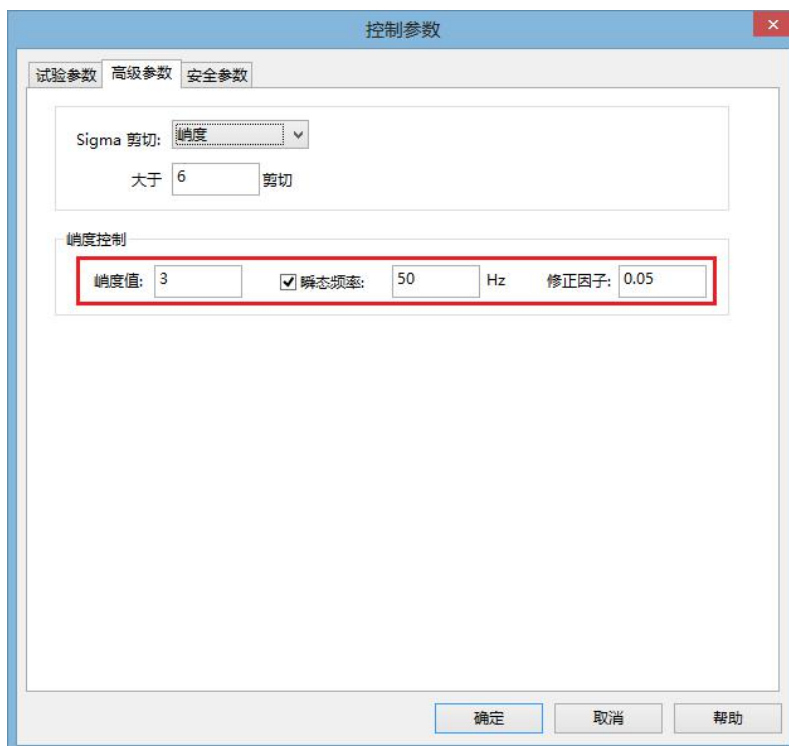 控制参数
试验参数 高级参数 安全参数
Sigma 剪切: 峭度
大于 6 剪切
峭度控制
峭度值: 3 瞬态频率: 50 Hz 修正因子: 0.05
确定 取消 帮助